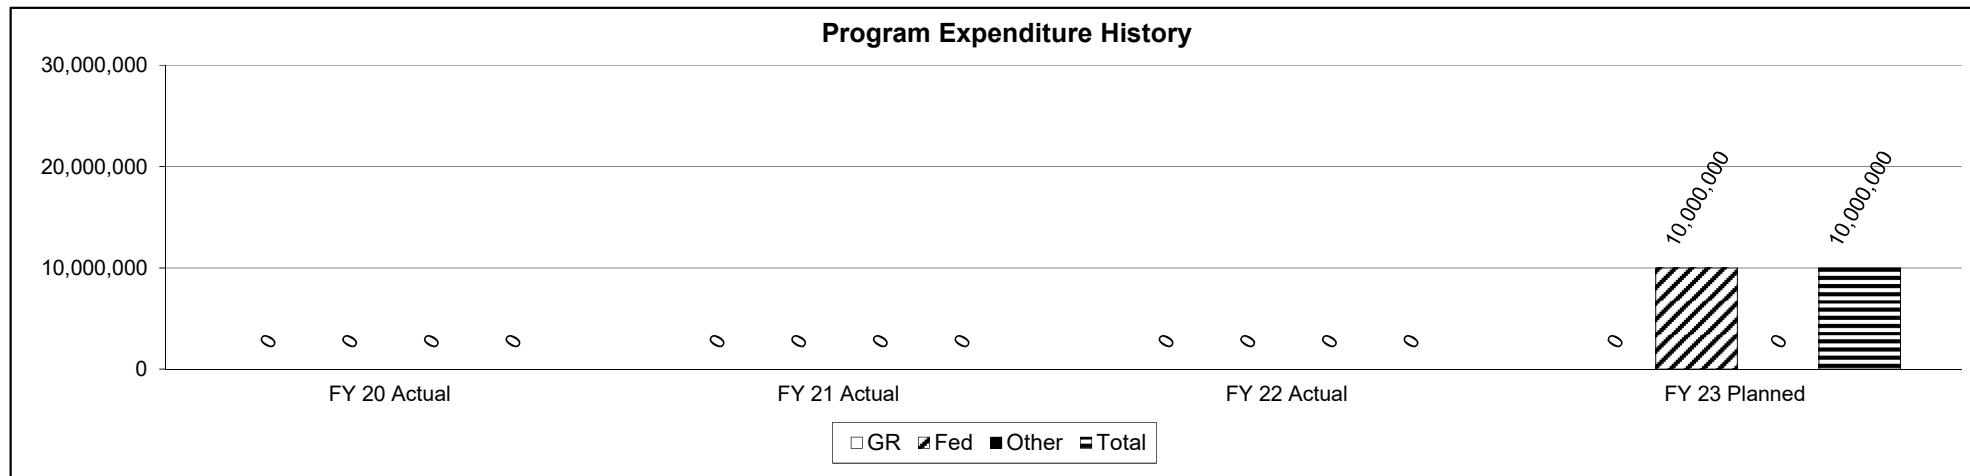 Program Expenditure History
30,000,000
20,000,000
10,000,000
0
0 0 0 0 0 0 0 0 0 0 0 0 0 10,000,000 0 10,000,000
FY 20 Actual FY 21 Actual FY 22 Actual FY 23 Planned
GR Fed Other Total